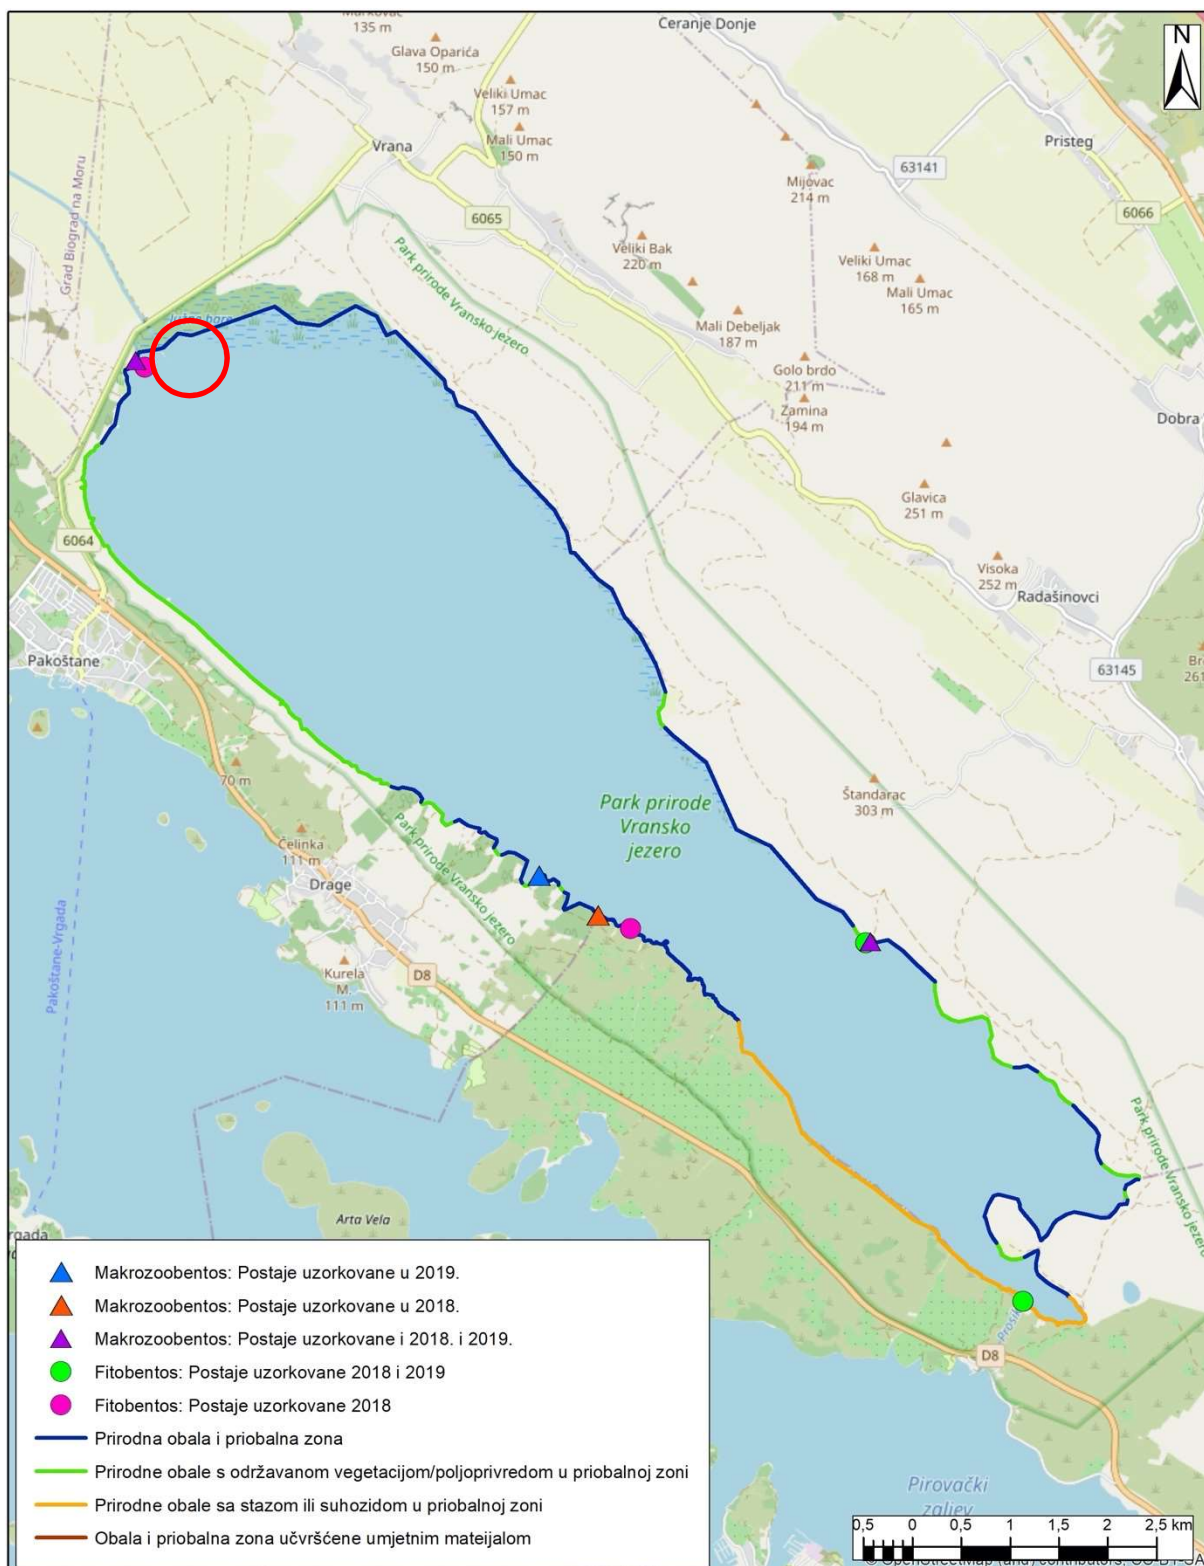 Markovac
135 m
Glava Oparića
150 m
Ceranje Donje
N
Veliki Umac
157 m
Mali Umac
150 m
Vrana
Pristeg
63141
Mijovac
214 m
6066
6065
Grad Biograd na Moru
Park prirode Vransko jezero
Veliki Bak
220 m
Veliki Umac
168 m
Mali Umac
165 m
Mali Debeljak
187 m
Golo brdo
211 m
Zamina
194 m
Dobra
Glavica
251 m
6064
Visoka
252 m
Radašinovci
Pakoštane
63145
261
70 m
Štandarac
303 m
Park prirode
Vransko
jezero
Čelinka
111 m
Drage
Park prirode Vransko jezero
Pakoštane-Vrgada
Kurela
M.
111 m
D8
Park prirode Vransko jezero
Arta Vela
rgada
D8
Pirovački
zaljev
Makrozoobentos: Postaje uzorkovane u 2019.
Makrozoobentos: Postaje uzorkovane u 2018.
Makrozoobentos: Postaje uzorkovane i 2018. i 2019.
Fitobentos: Postaje uzorkovane 2018 i 2019
Fitobentos: Postaje uzorkovane 2018
Prirodna obala i priobalna zona
Prirodne obale s održavanom vegetacijom/poljoprivredom u priobalnoj zoni
Prirodne obale sa stazom ili suhozidom u priobalnoj zoni
Obala i priobalna zona učvršćene umjetnim mateijalom
0,5 0 0,5 1 1,5 2 2,5 km